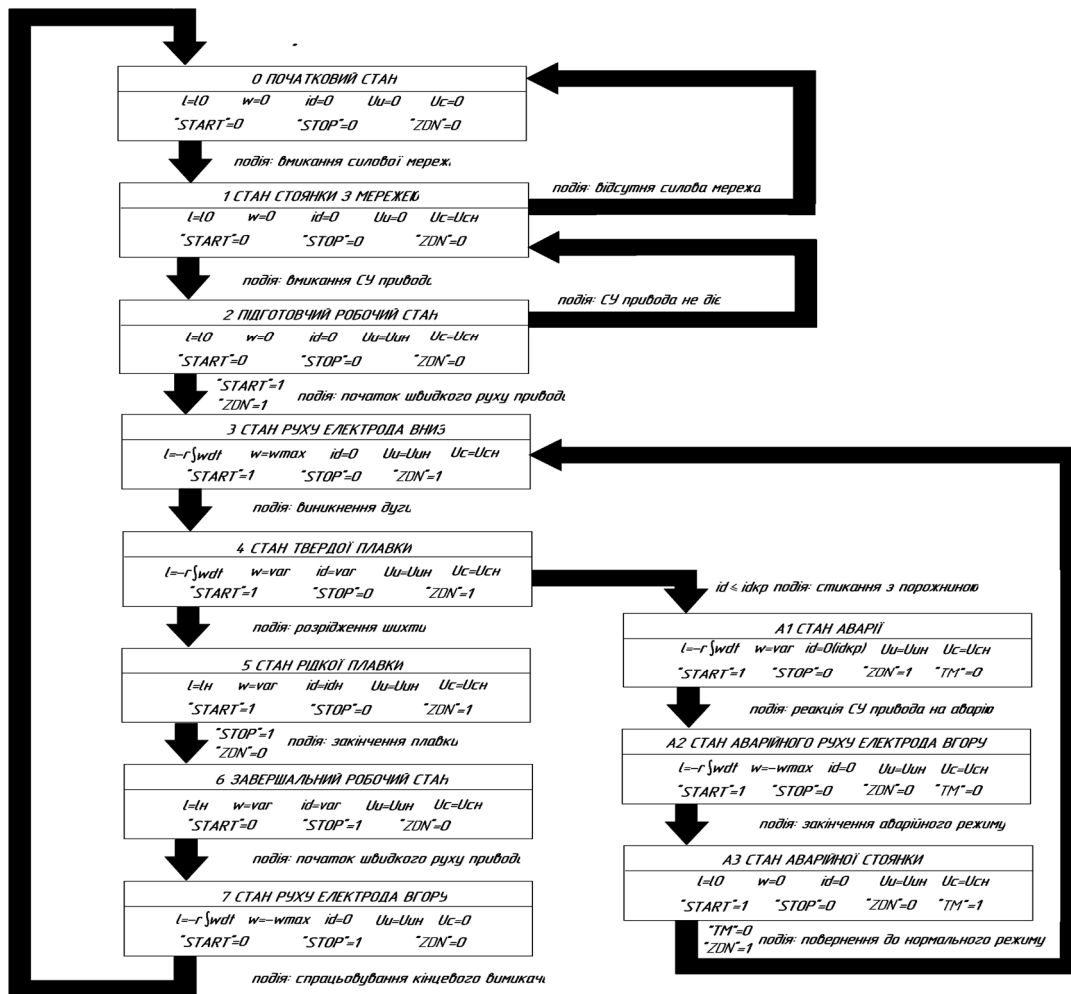 0 ПОЧАТКОВИЙ СТАН
l=l0 w=0 id=0 Uu=0 Uc=0
"START"=0 "STOP"=0 "ZDN"=0
подія: вмикання силової мережі
1 СТАН СТОЯНКИ З МЕРЕЖЕЮ
l=l0 w=0 id=0 Uu=0 Uc=Uсн
"START"=0 "STOP"=0 "ZDN"=0
подія: відсутня силова мережа
подія: вмикання СУ привода
2 ПІДГОТОВЧИЙ РОБОЧИЙ СТАН
l=l0 w=0 id=0 Uu=Uuн Uc=Uсн
"START"=0 "STOP"=0 "ZDN"=0
подія: СУ привода не діє
"START"=1
"ZDN"=1 подія: початок швидкого руху привода
3 СТАН РУХУ ЕЛЕКТРОДА ВНИЗ
l=-r∫wdt w=wmax id=0 Uu=Uuн Uc=Uсн
"START"=1 "STOP"=0 "ZDN"=1
подія: виникнення дуги
4 СТАН ТВЕРДОЇ ПЛАВКИ
l=-r∫wdt w=var id=var Uu=Uuн Uc=Uсн
"START"=1 "STOP"=0 "ZDN"=1
подія: розрідження шихти
5 СТАН РІДКОЇ ПЛАВКИ
l=lн w=var id=idн Uu=Uuн Uc=Uсн
"START"=1 "STOP"=0 "ZDN"=1
"STOP"=1
"ZDN"=0 подія: закінчення плавки
6 ЗАВЕРШАЛЬНИЙ РОБОЧИЙ СТАН
l=lн w=var id=var Uu=Uuн Uc=Uсн
"START"=0 "STOP"=1 "ZDN"=0
подія: початок швидкого руху привода
7 СТАН РУХУ ЕЛЕКТРОДА ВГОРУ
l=-r∫wdt w=-wmax id=0 Uu=Uuн Uc=0
"START"=0 "STOP"=1 "ZDN"=0
подія: спрацьовування кінцевого вимикача
id≤idкр подія: стикання з порожниною
А1 СТАН АВАРІЇ
l=-r∫wdt w=var id=0(idкр) Uu=Uuн Uc=Uсн
"START"=1 "STOP"=0 "ZDN"=1 "TM"=0
подія: реакція СУ привода на аварію
А2 СТАН АВАРІЙНОГО РУХУ ЕЛЕКТРОДА ВГОРУ
l=-r∫wdt w=-wmax id=0 Uu=Uuн Uc=Uсн
"START"=1 "STOP"=0 "ZDN"=0 "TM"=0
подія: закінчення аварійного режиму
А3 СТАН АВАРІЙНОЇ СТОЯНКИ
l=l0 w=0 id=0 Uu=Uuн Uc=Uсн
"START"=1 "STOP"=0 "ZDN"=0 "TM"=1
"TM"=0
"ZDN"=1 подія: повернення до нормального режиму